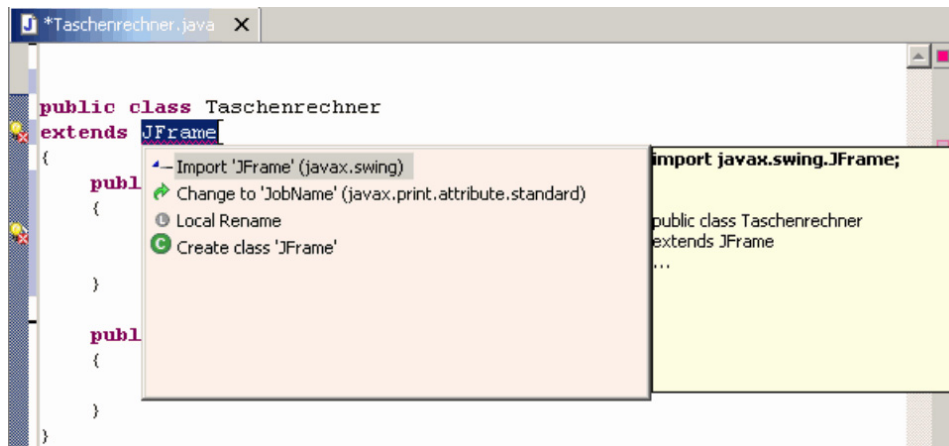 *Taschenrechner.java
public class Taschenrechner
extends JFrame
{
publ
{
}
publ
{
}
}
Import 'JFrame' (javax.swing)
Change to 'JobName' (javax.print.attribute.standard)
Local Rename
Create class 'JFrame'
import javax.swing.JFrame;
public class Taschenrechner
extends JFrame
...